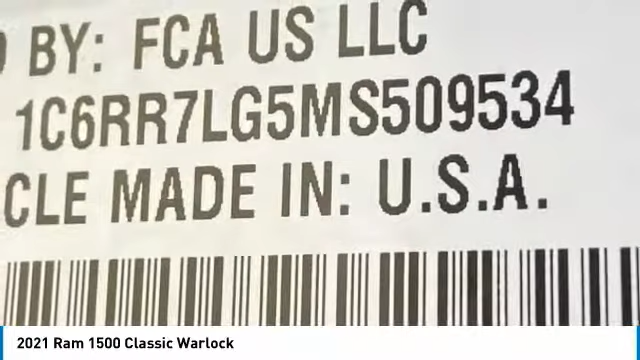 BY: FCA US LLC
1C6RR7LG5MS509534
CLE MADE IN: U.S.A.
2021 Ram 1500 Classic Warlock